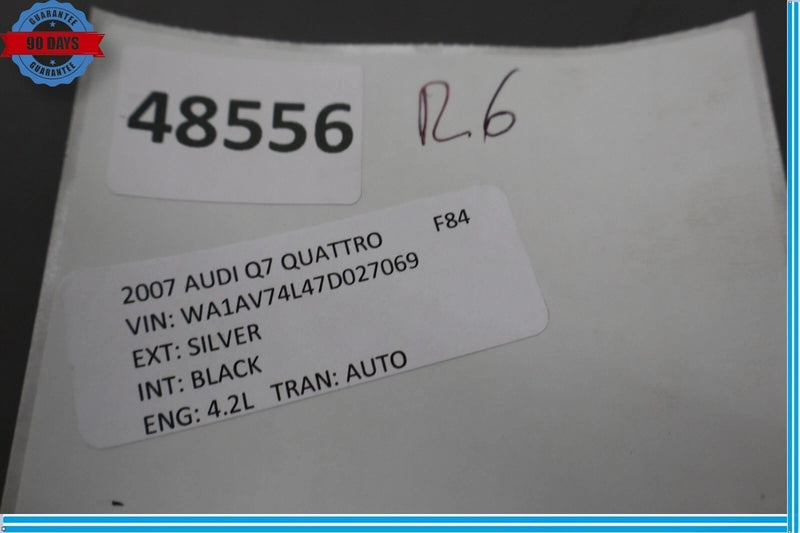 GUARANTEE
90 DAYS
GUARANTEE
48556
R6
F84
2007 AUDI Q7 QUATTRO
VIN: WA1AV74L47D027069
EXT: SILVER
INT: BLACK
ENG: 4.2L TRAN: AUTO